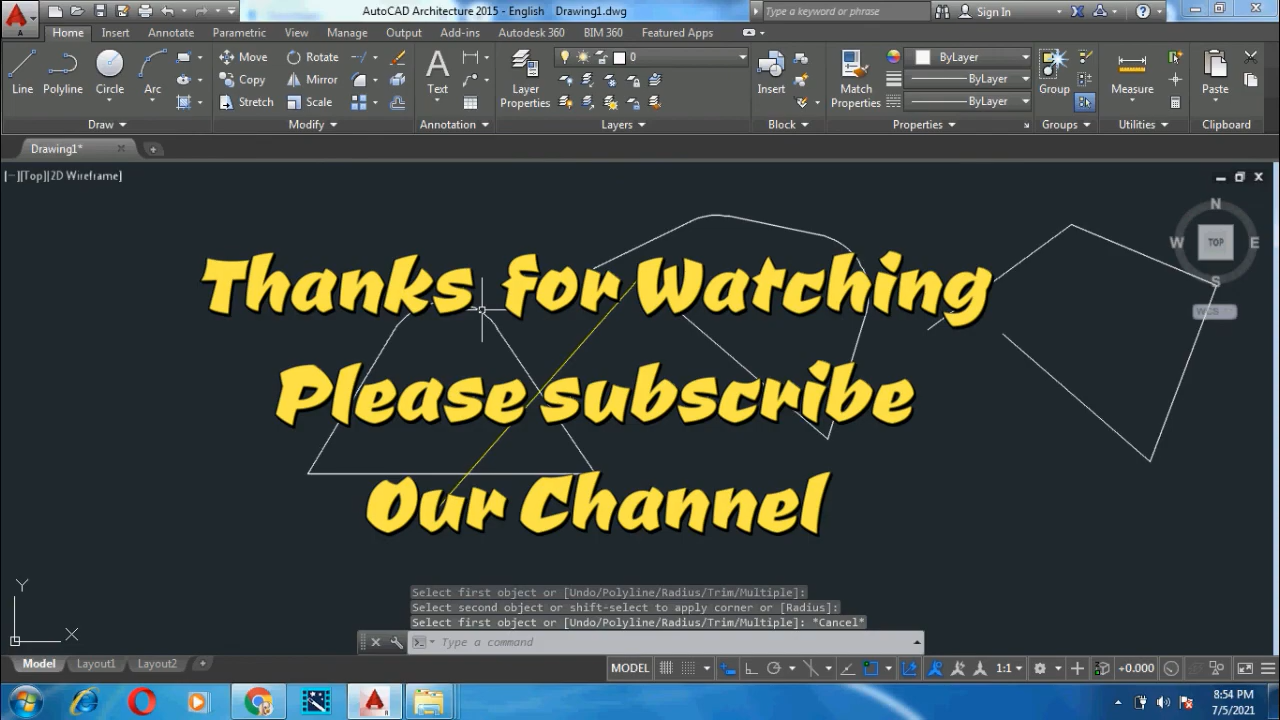 AutoCAD Architecture 2015 - English Drawing1.dwg
Type a keyword or phrase
Sign In
Home Insert Annotate Parametric View Manage Output Add-ins Autodesk 360 BIM 360 Featured Apps
Line
Polyline
Circle
Arc
Move
Copy
Stretch
Rotate
Mirror
Scale
Text
Layer Properties
0
Insert
Match Properties
ByLayer
ByLayer
ByLayer
Group
Measure
Paste
Draw Modify Annotation Layers Block Properties Groups Utilities Clipboard
Drawing1*
[−][Top][2D Wireframe]
N
W TOP E
S
WCS
Thanks for Watching
Please subscribe
Our Channel
Y
X
Select first object or [Undo/Polyline/Radius/Trim/Multiple]:
Select second object or shift-select to apply corner or [Radius]:
Select first object or [Undo/Polyline/Radius/Trim/Multiple]: *Cancel*
Type a command
Model Layout1 Layout2
MODEL 1:1 +0.000
8:54 PM
7/5/2021